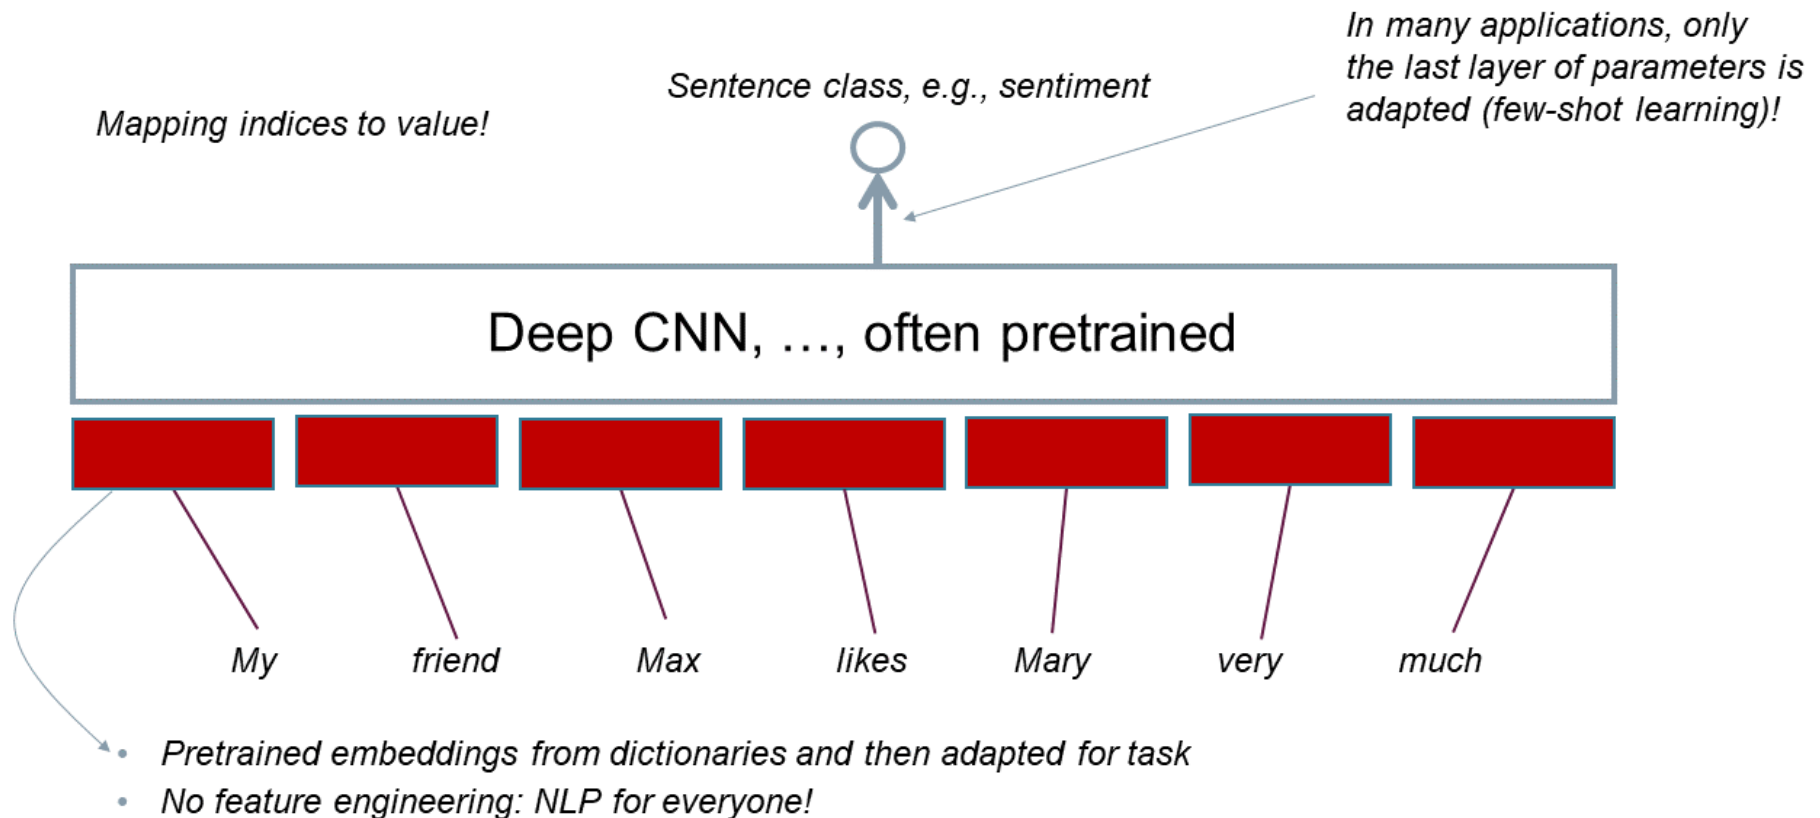 In many applications, only
the last layer of parameters is
adapted (few-shot learning)!
Sentence class, e.g., sentiment
Mapping indices to value!
Deep CNN, …, often pretrained
My friend Max likes Mary very much
• Pretrained embeddings from dictionaries and then adapted for task
• No feature engineering: NLP for everyone!